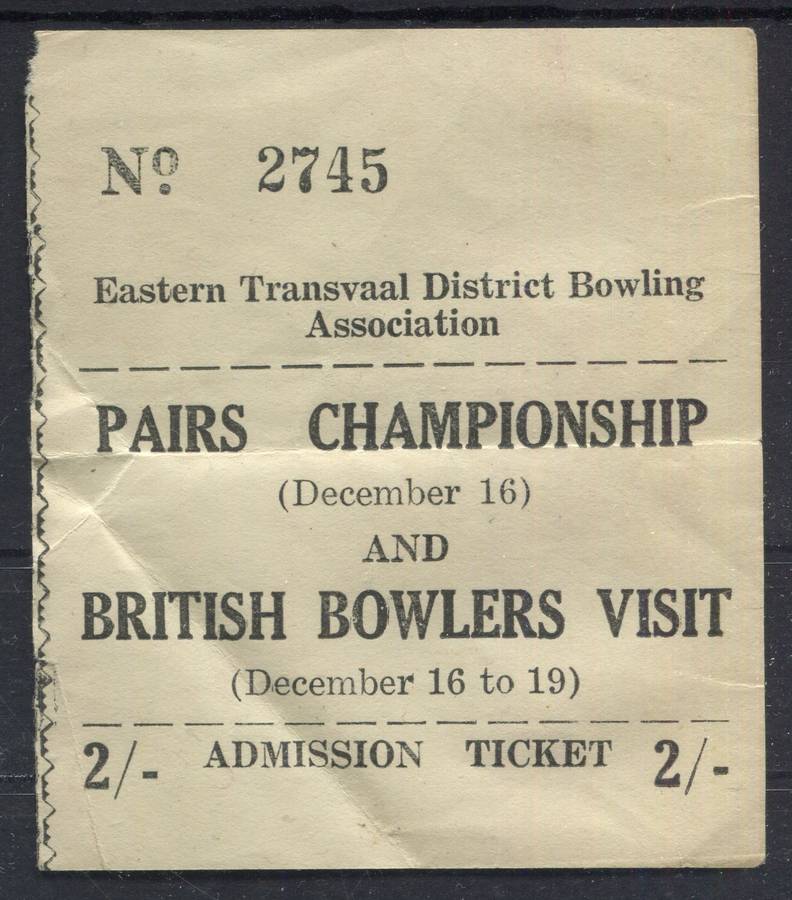 Nº 2745
Eastern Transvaal District Bowling
Association
PAIRS CHAMPIONSHIP
(December 16)
AND
BRITISH BOWLERS VISIT
(December 16 to 19)
2/- ADMISSION TICKET 2/-